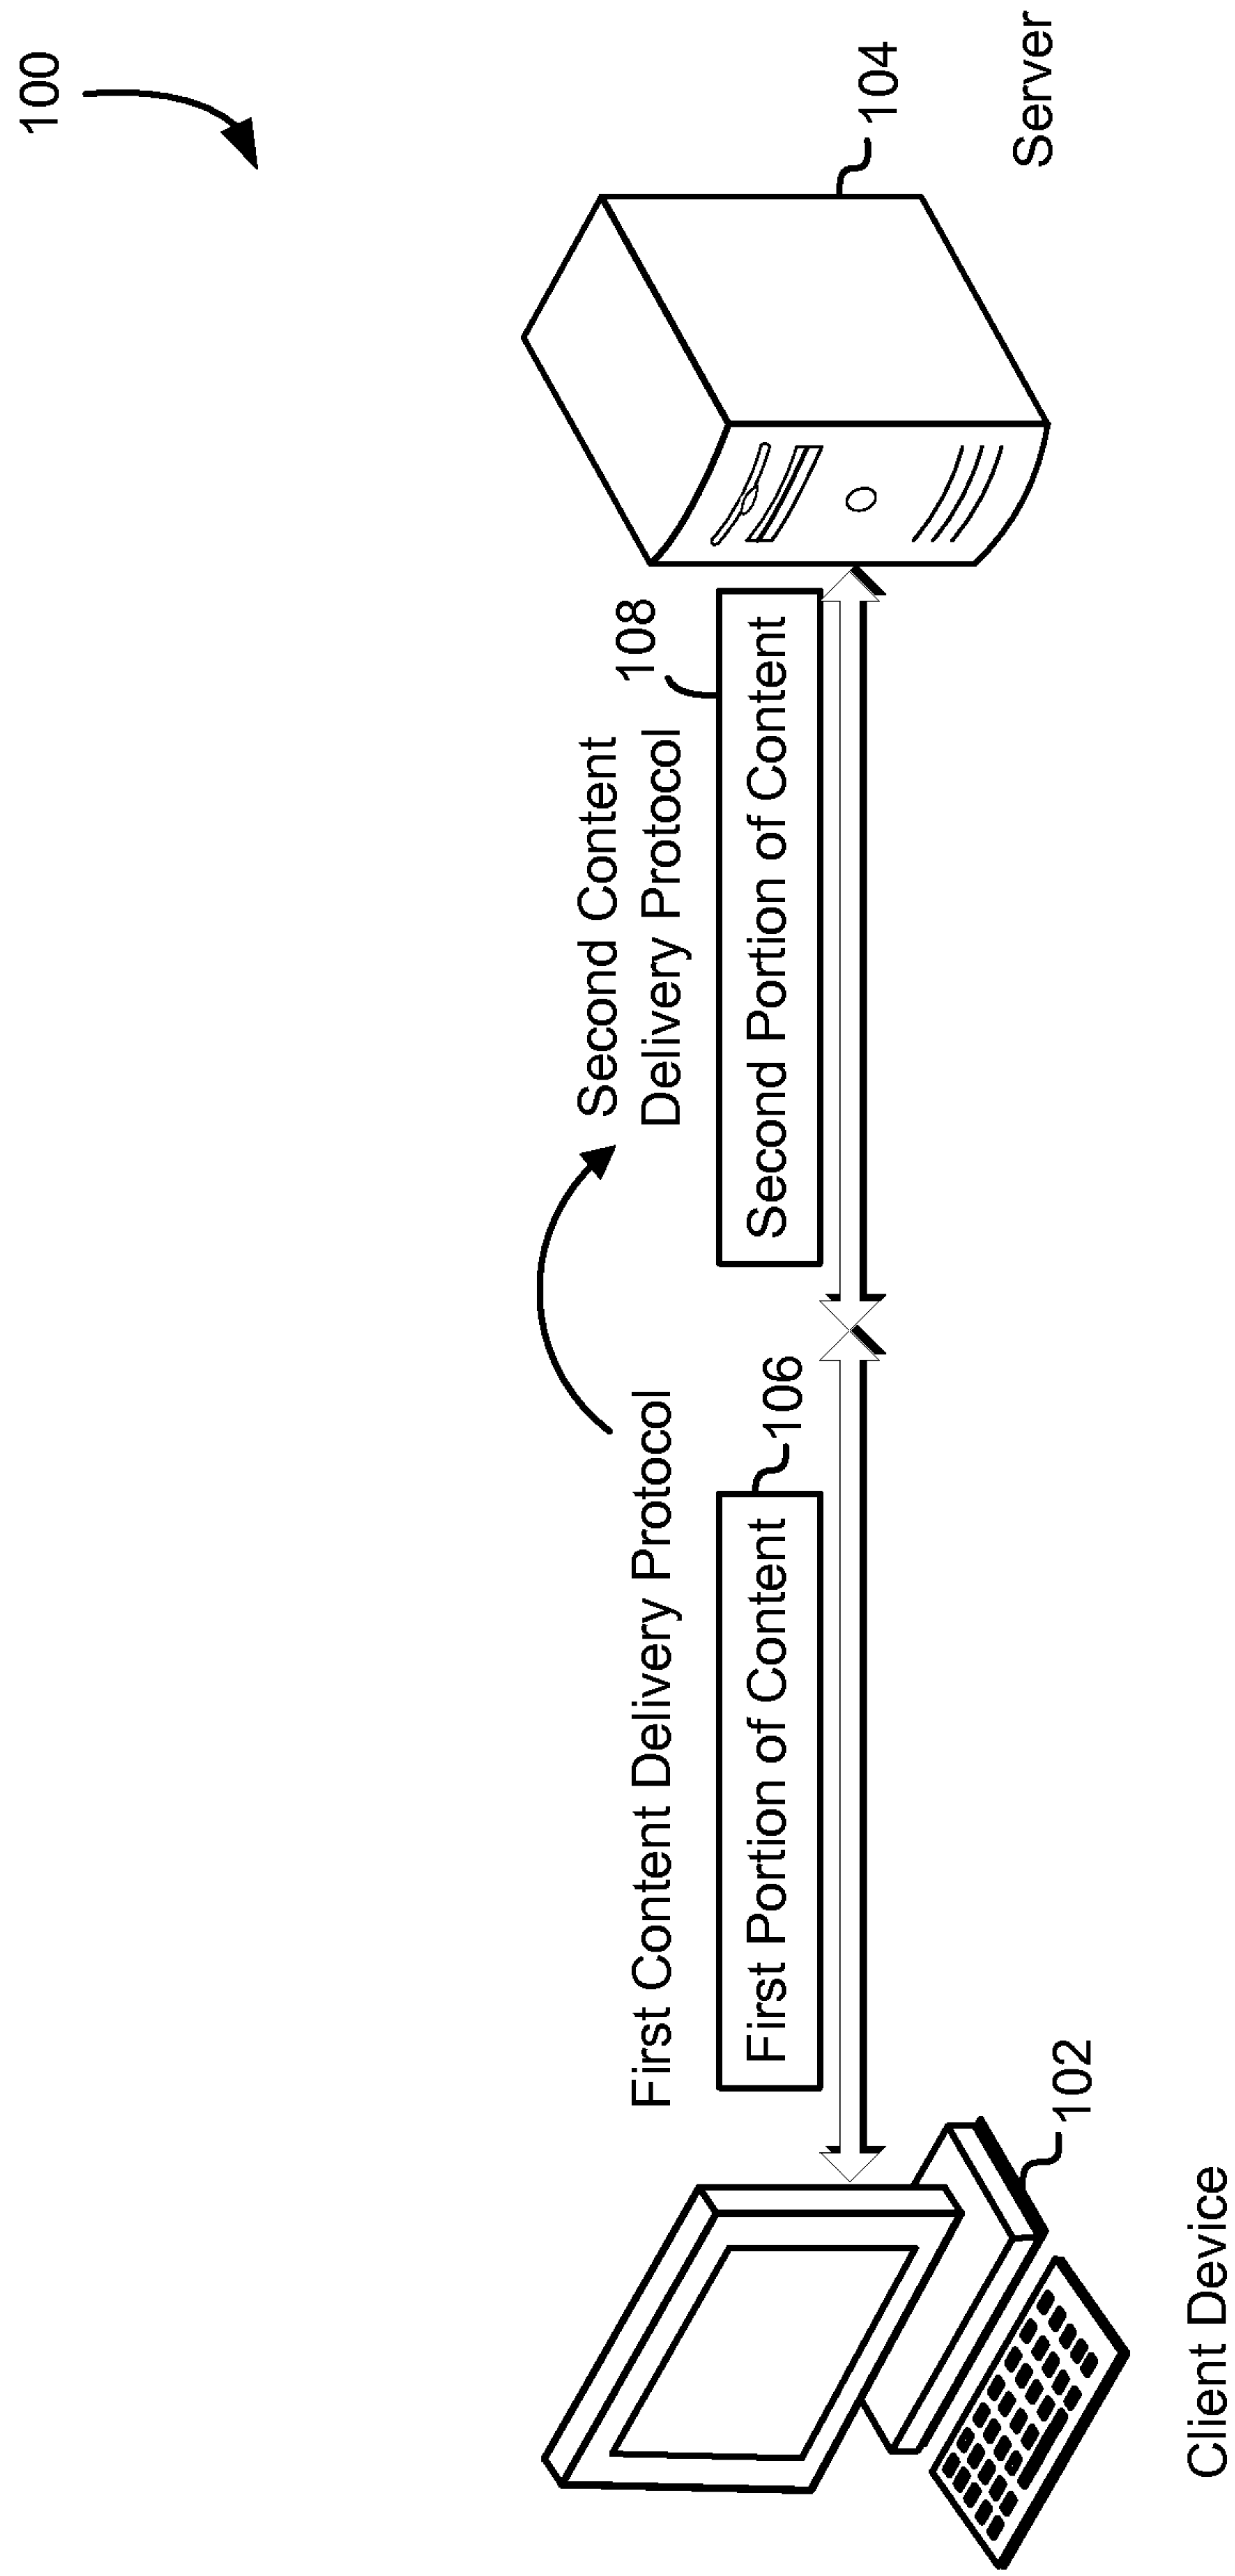 100
Second Content
Delivery Protocol
108
First Content Delivery Protocol
First Portion of Content
106
Second Portion of Content
104
Server
102
Client Device